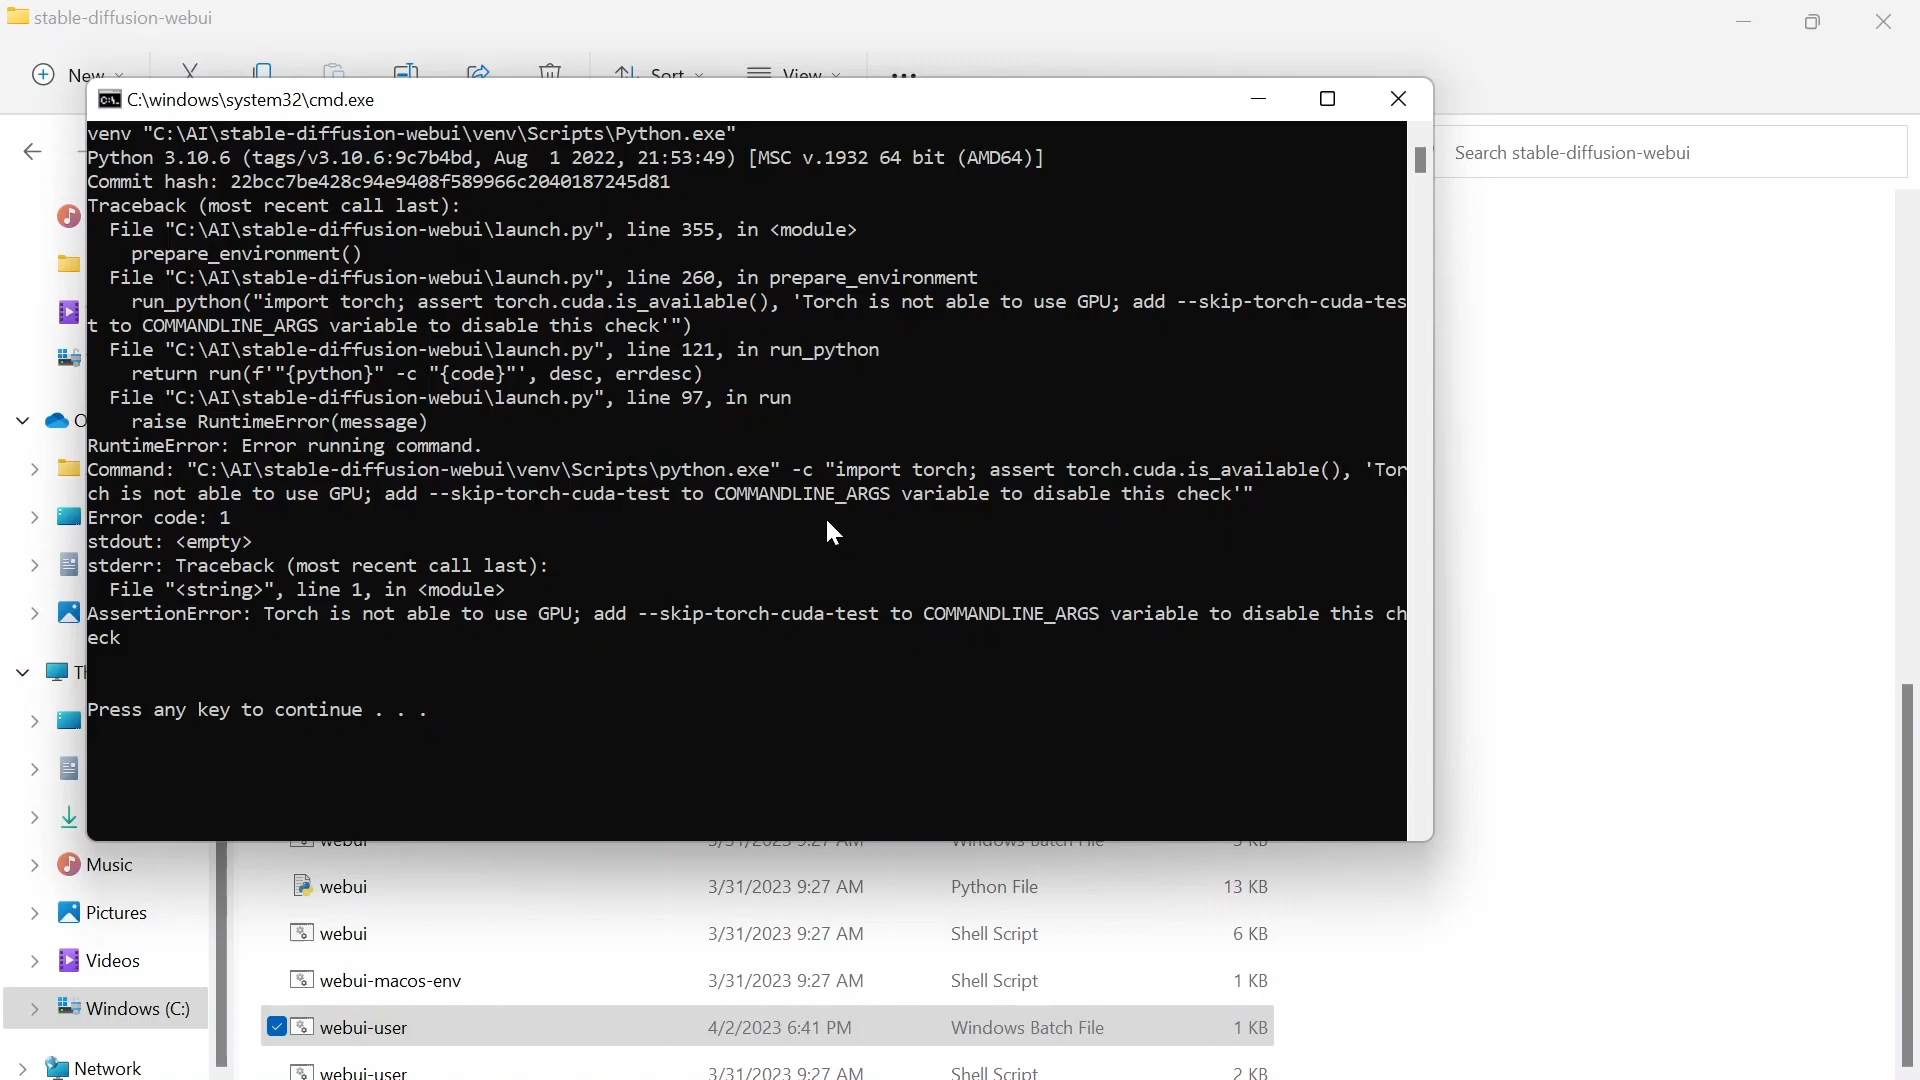 stable-diffusion-webui
New
Sort
View
C:\windows\system32\cmd.exe
Search stable-diffusion-webui
venv "C:\AI\stable-diffusion-webui\venv\Scripts\Python.exe"
Python 3.10.6 (tags/v3.10.6:9c7b4bd, Aug  1 2022, 21:53:49) [MSC v.1932 64 bit (AMD64)]
Commit hash: 22bcc7be428c94e9408f589966c2040187245d81
Traceback (most recent call last):
  File "C:\AI\stable-diffusion-webui\launch.py", line 355, in <module>
    prepare_environment()
  File "C:\AI\stable-diffusion-webui\launch.py", line 260, in prepare_environment
    run_python("import torch; assert torch.cuda.is_available(), 'Torch is not able to use GPU; add --skip-torch-cuda-tes
t to COMMANDLINE_ARGS variable to disable this check'")
  File "C:\AI\stable-diffusion-webui\launch.py", line 121, in run_python
    return run(f'"{python}" -c "{code}"', desc, errdesc)
  File "C:\AI\stable-diffusion-webui\launch.py", line 97, in run
    raise RuntimeError(message)
RuntimeError: Error running command.
Command: "C:\AI\stable-diffusion-webui\venv\Scripts\python.exe" -c "import torch; assert torch.cuda.is_available(), 'Tor
ch is not able to use GPU; add --skip-torch-cuda-test to COMMANDLINE_ARGS variable to disable this check'"
Error code: 1
stdout: <empty>
stderr: Traceback (most recent call last):
  File "<string>", line 1, in <module>
AssertionError: Torch is not able to use GPU; add --skip-torch-cuda-test to COMMANDLINE_ARGS variable to disable this ch
eck
Press any key to continue . . .
Music
Pictures
Videos
Windows (C:)
Network
webui 3/31/2023 9:27 AM Windows Batch File 3 KB
webui 3/31/2023 9:27 AM Python File 13 KB
webui 3/31/2023 9:27 AM Shell Script 6 KB
webui-macos-env 3/31/2023 9:27 AM Shell Script 1 KB
webui-user 4/2/2023 6:41 PM Windows Batch File 1 KB
webui-user 3/31/2023 9:27 AM Shell Script 2 KB